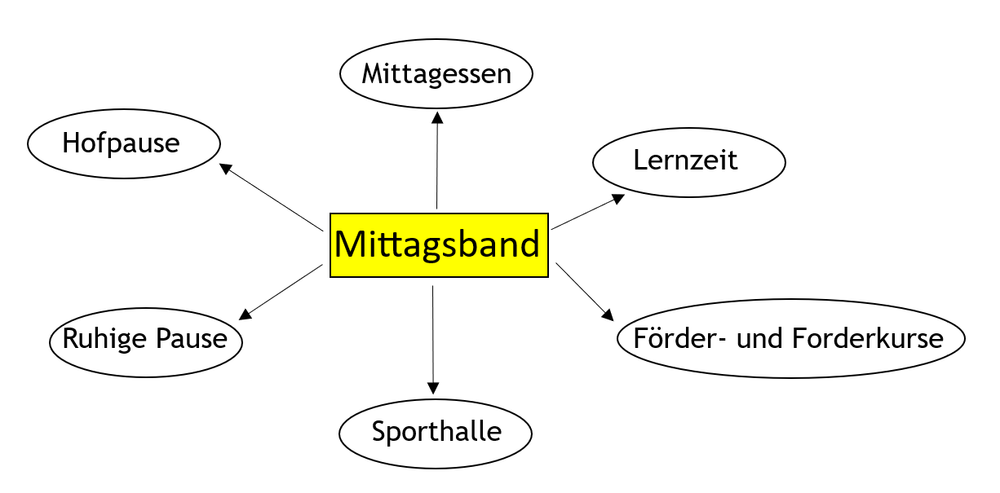 Mittagessen
Hofpause
Lernzeit
Mittagsband
Ruhige Pause
Förder- und Forderkurse
Sporthalle